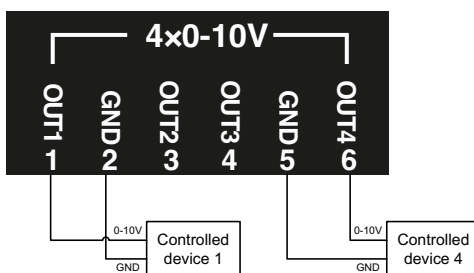 4×0-10V
OUT1 GND OUT2 OUT3 GND OUT4
1 2 3 4 5 6
0-10V
Controlled
device 1
GND
0-10V
Controlled
device 4
GND